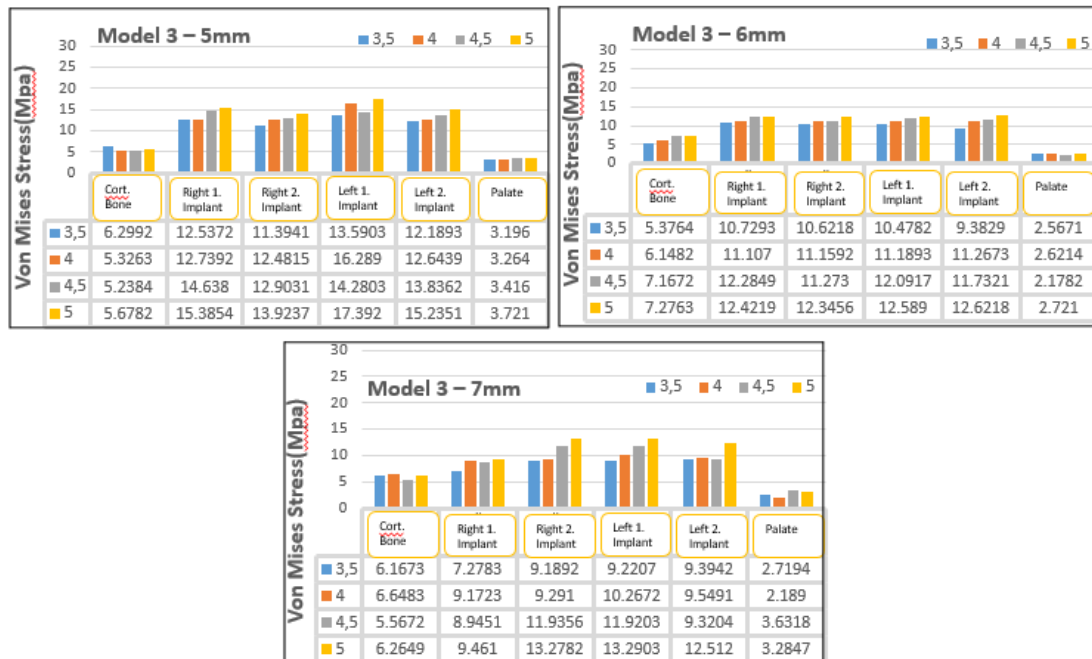 Model 3 – 5mm
3,5 4 4,5 5
Von Mises Stress(Mpa)
30
25
20
15
10
5
0
Cort. Bone Right 1. Implant Right 2. Implant Left 1. Implant Left 2. Implant Palate
3,5 6.2992 12.5372 11.3941 13.5903 12.1893 3.196
4 5.3263 12.7392 12.4815 16.289 12.6439 3.264
4,5 5.2384 14.638 12.9031 14.2803 13.8362 3.416
5 5.6782 15.3854 13.9237 17.392 15.2351 3.721
Model 3 – 6mm
3,5 4 4,5 5
Von Mises Stress(Mpa)
30
25
20
15
10
5
0
Cort. Bone Right 1. Implant Right 2. Implant Left 1. Implant Left 2. Implant Palate
3,5 5.3764 10.7293 10.6218 10.4782 9.3829 2.5671
4 6.1482 11.107 11.1592 11.1893 11.2673 2.6214
4,5 7.1672 12.2849 11.273 12.0917 11.7321 2.1782
5 7.2763 12.4219 12.3456 12.589 12.6218 2.721
Model 3 – 7mm
3,5 4 4,5 5
Von Mises Stress(Mpa)
30
25
20
15
10
5
0
Cort. Bone Right 1. Implant Right 2. Implant Left 1. Implant Left 2. Implant Palate
3,5 6.1673 7.2783 9.1892 9.2207 9.3942 2.7194
4 6.6483 9.1723 9.291 10.2672 9.5491 2.189
4,5 5.5672 8.9451 11.9356 11.9203 9.3204 3.6318
5 6.2649 9.461 13.2782 13.2903 12.512 3.2847